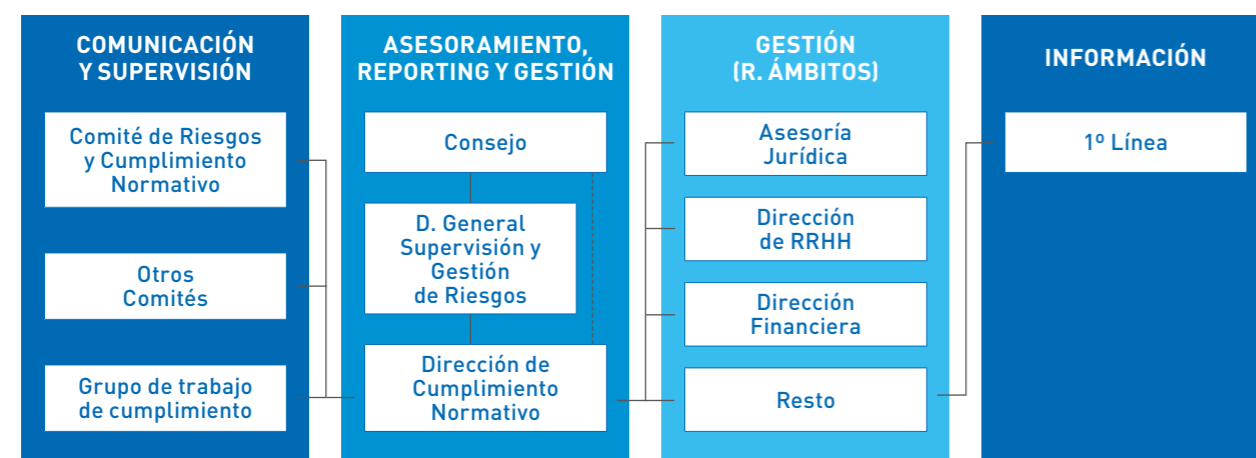 COMUNICACIÓN
Y SUPERVISIÓN
Comité de Riesgos
y Cumplimiento
Normativo
Otros
Comités
Grupo de trabajo
de cumplimiento
ASESORAMIENTO,
REPORTING Y GESTIÓN
Consejo
D. General
Supervisión y
Gestión
de Riesgos
Dirección de
Cumplimiento
Normativo
GESTIÓN
(R. ÁMBITOS)
Asesoría
Jurídica
Dirección
de RRHH
Dirección
Financiera
Resto
INFORMACIÓN
1º Línea